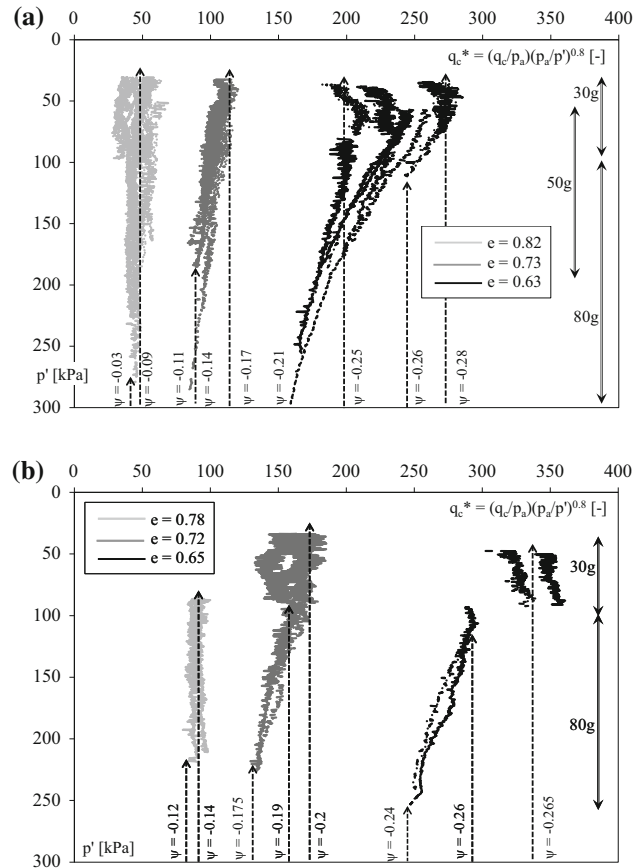 (a)
0 50 100 150 200 250 300 350 400
qc* = (qc/pa)(pa/p')^0.8 [-]
0
50
100
150
200
250
300
p' [kPa]
30g
50g
80g
e = 0.82
e = 0.73
e = 0.63
ψ = -0.03
ψ = -0.09
ψ = -0.11
ψ = -0.14
ψ = -0.17
ψ = -0.21
ψ = -0.25
ψ = -0.26
ψ = -0.28
(b)
0 50 100 150 200 250 300 350 400
qc* = (qc/pa)(pa/p')^0.8 [-]
e = 0.78
e = 0.72
e = 0.65
0
50
100
150
200
250
300
p' [kPa]
30g
80g
ψ = -0.12
ψ = -0.14
ψ = -0.175
ψ = -0.19
ψ = -0.2
ψ = -0.24
ψ = -0.26
ψ = -0.265